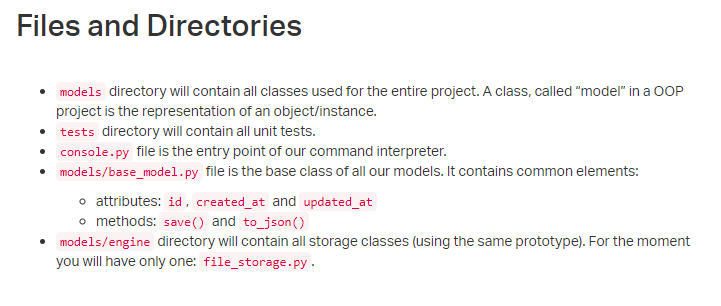 Files and Directories
• models directory will contain all classes used for the entire project. A class, called “model” in a OOP
project is the representation of an object/instance.
• tests directory will contain all unit tests.
• console.py file is the entry point of our command interpreter.
• models/base_model.py file is the base class of all our models. It contains common elements:
◦ attributes: id , created_at and updated_at
◦ methods: save() and to_json()
• models/engine directory will contain all storage classes (using the same prototype). For the moment
you will have only one: file_storage.py .